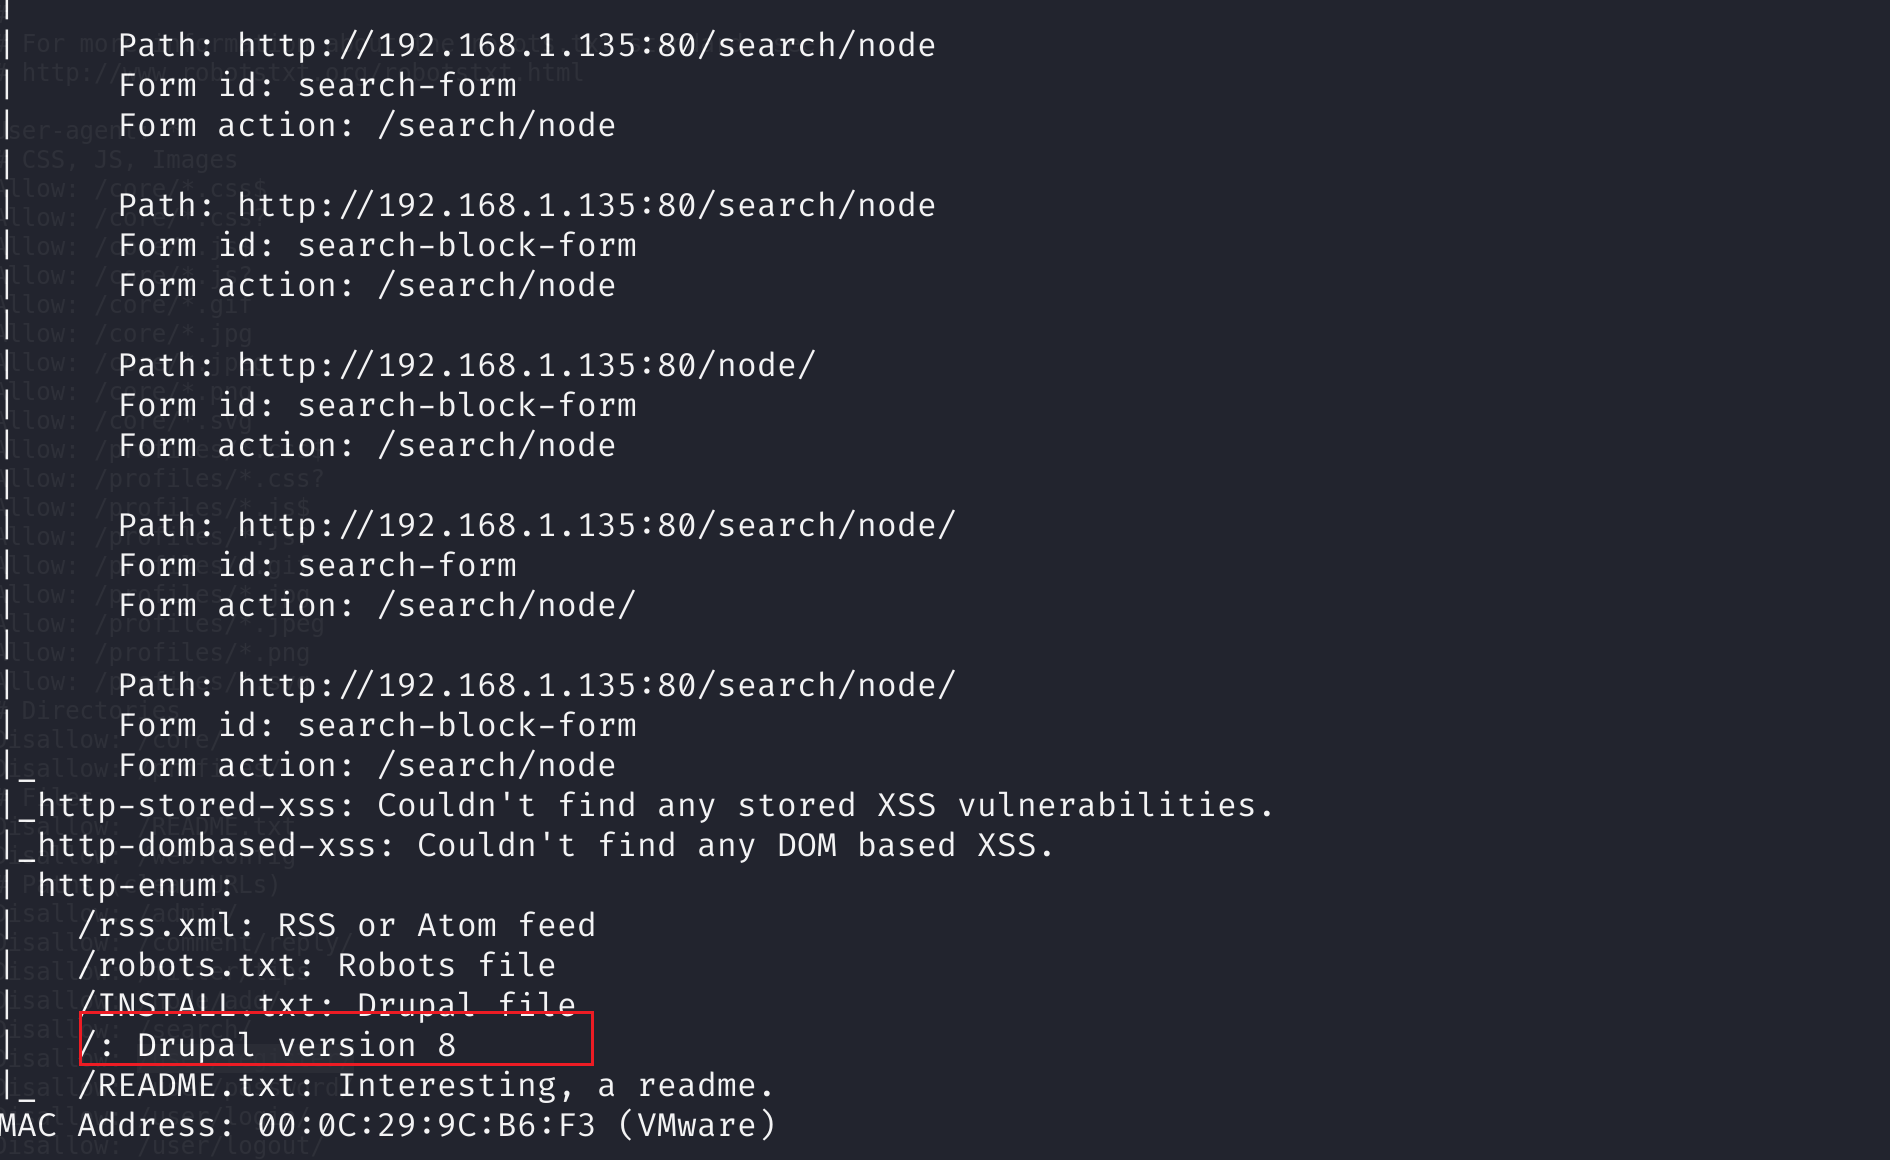 |
|     Path: http://192.168.1.135:80/search/node
|     Form id: search-form
|     Form action: /search/node
|
|     Path: http://192.168.1.135:80/search/node
|     Form id: search-block-form
|     Form action: /search/node
|
|     Path: http://192.168.1.135:80/node/
|     Form id: search-block-form
|     Form action: /search/node
|
|     Path: http://192.168.1.135:80/search/node/
|     Form id: search-form
|     Form action: /search/node/
|
|     Path: http://192.168.1.135:80/search/node/
|     Form id: search-block-form
|_    Form action: /search/node
|_http-stored-xss: Couldn't find any stored XSS vulnerabilities.
|_http-dombased-xss: Couldn't find any DOM based XSS.
| http-enum:
|   /rss.xml: RSS or Atom feed
|   /robots.txt: Robots file
|   /INSTALL.txt: Drupal file
|   /: Drupal version 8
|_  /README.txt: Interesting, a readme.
MAC Address: 00:0C:29:9C:B6:F3 (VMware)